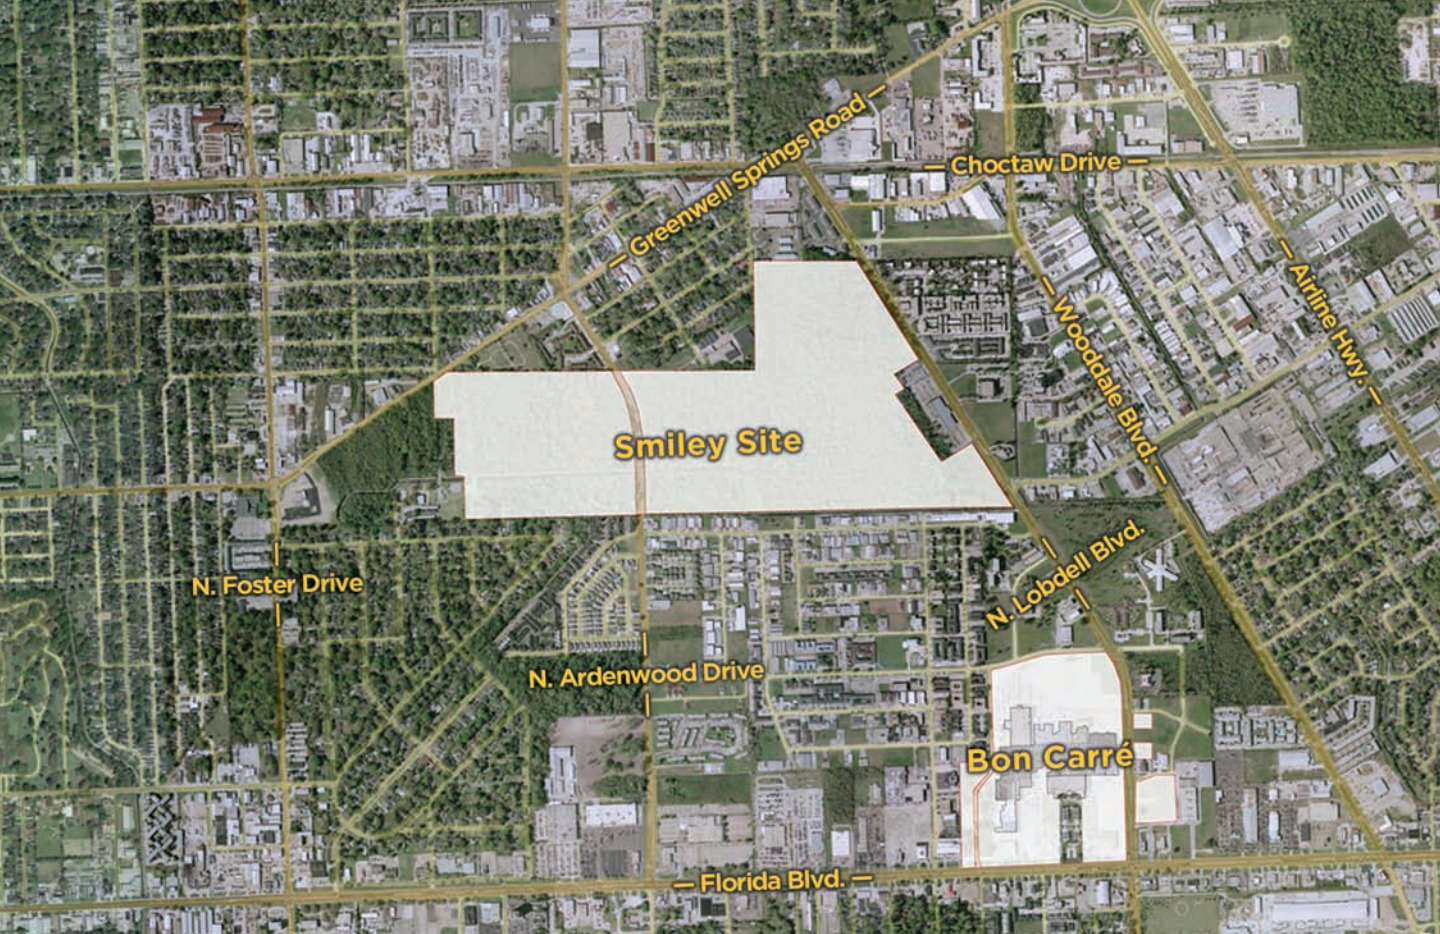 Greenwell Springs Road
Choctaw Drive
Airline Hwy.
Wooddale Blvd.
Smiley Site
N. Lobdell Blvd.
N. Foster Drive
N. Ardenwood Drive
Bon Carré
Florida Blvd.